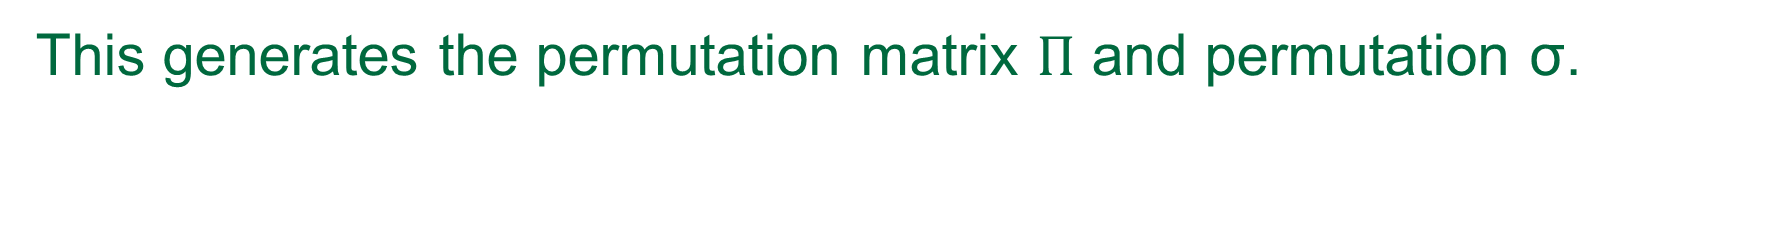 This generates the permutation matrix Π and permutation σ.